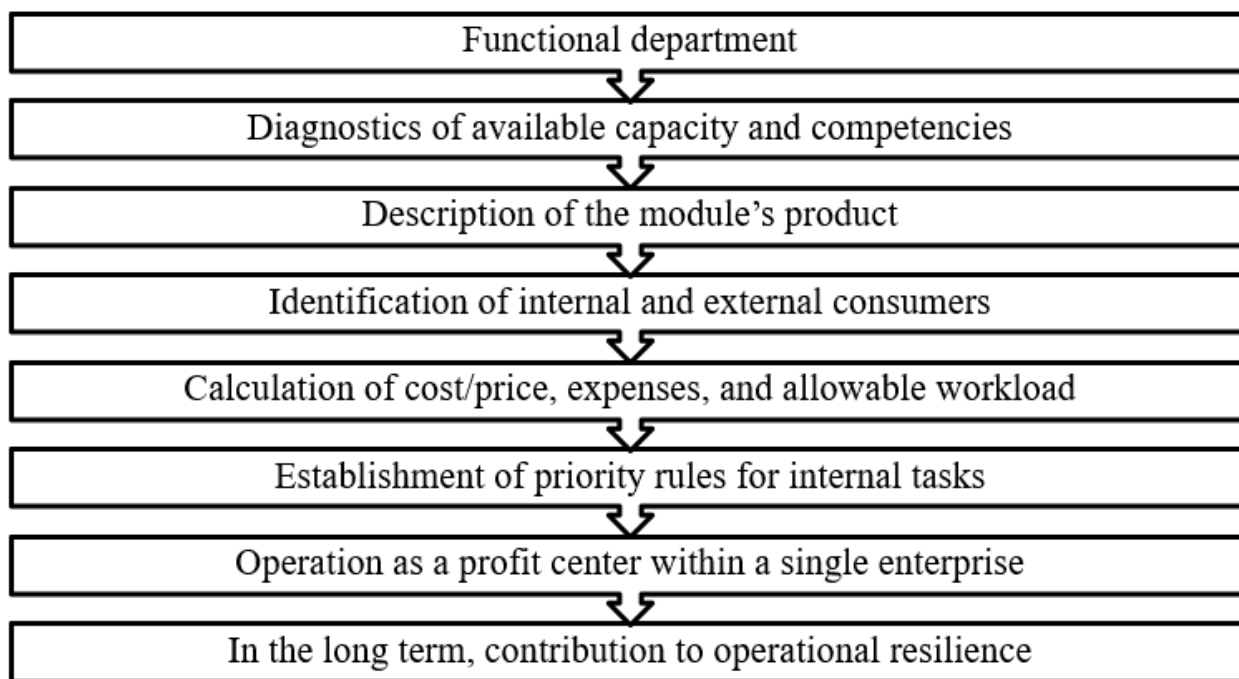 Functional department
Diagnostics of available capacity and competencies
Description of the module’s product
Identification of internal and external consumers
Calculation of cost/price, expenses, and allowable workload
Establishment of priority rules for internal tasks
Operation as a profit center within a single enterprise
In the long term, contribution to operational resilience